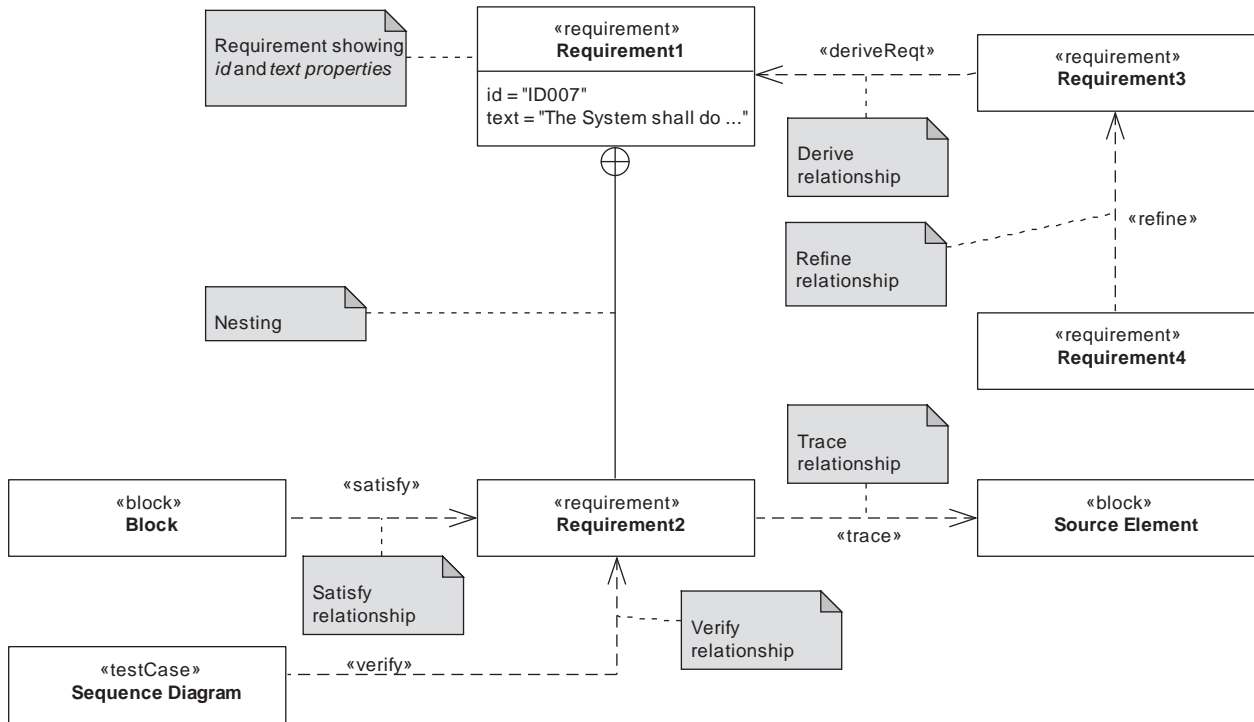 Requirement showing
id and text properties
«requirement»
Requirement1
id = "ID007"
text = "The System shall do ..."
«deriveReqt»
«requirement»
Requirement3
Derive
relationship
Refine
relationship
«refine»
Nesting
«requirement»
Requirement4
Trace
relationship
«block»
Block
«satisfy»
«requirement»
Requirement2
«trace»
«block»
Source Element
Satisfy
relationship
Verify
relationship
«testCase»
Sequence Diagram
«verify»